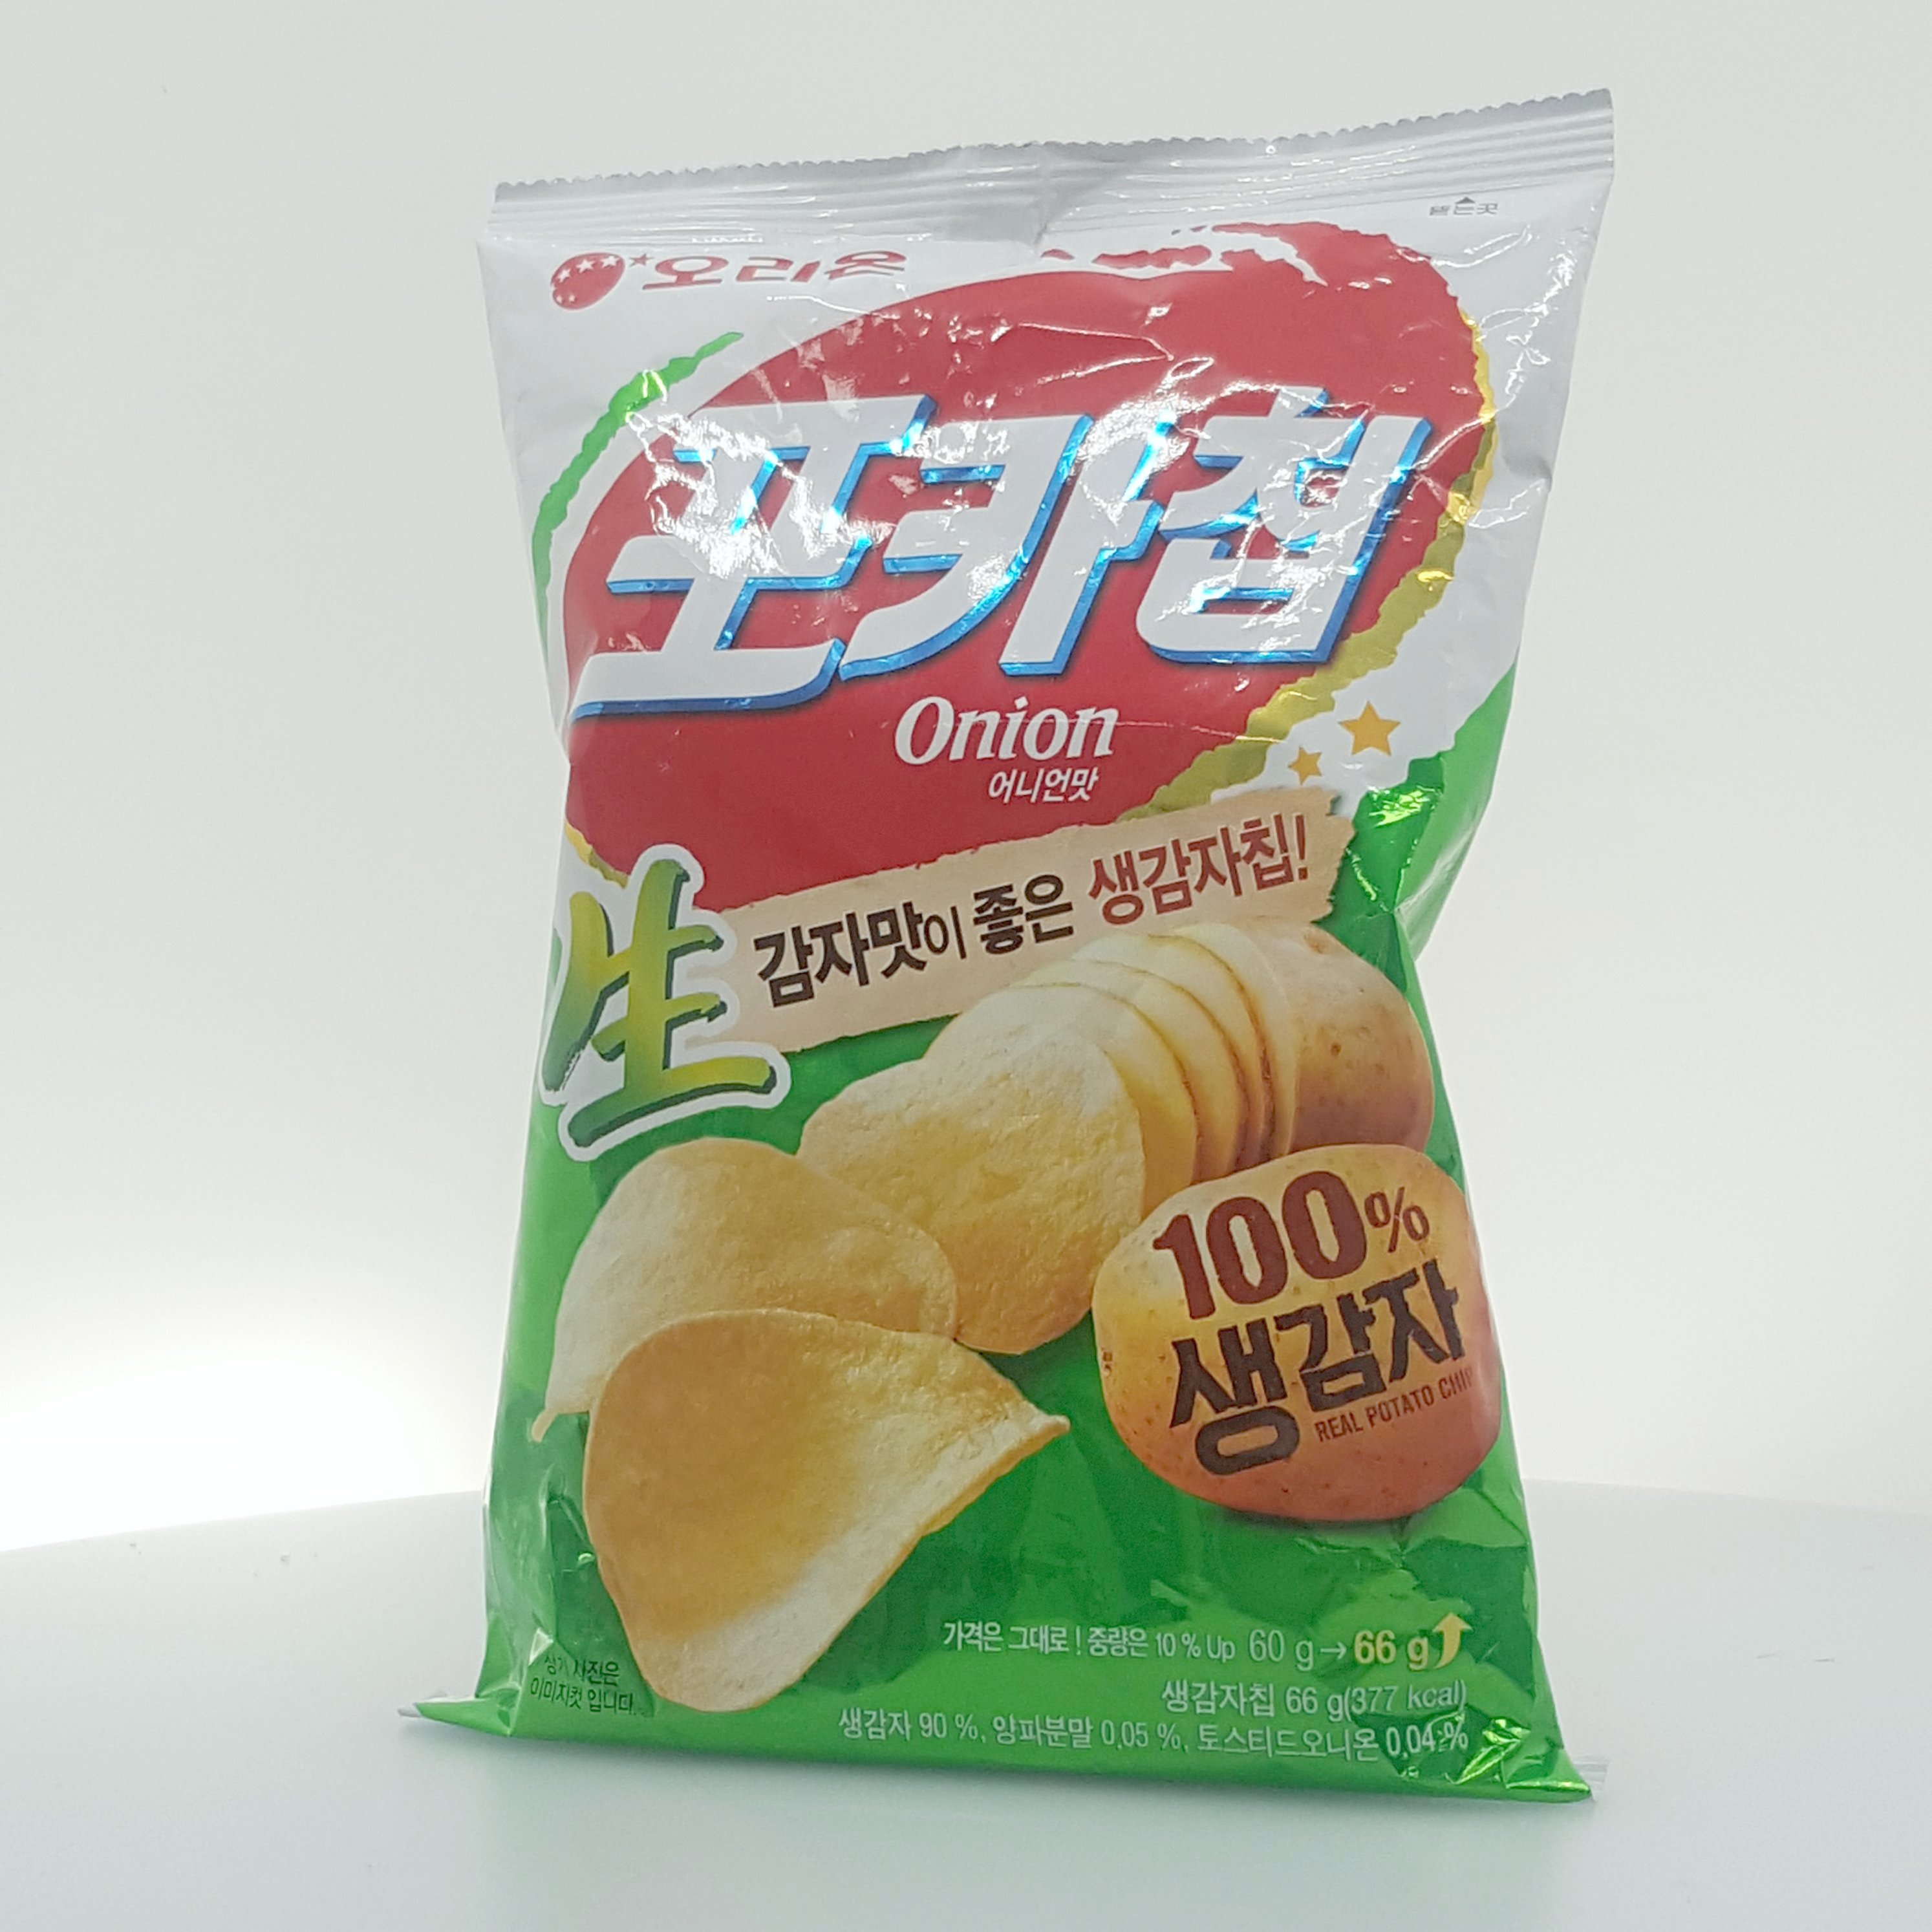 뜯는곳
오리온
포카칩
Onion
어니언맛
生
감자맛이 좋은 생감자칩!
100%
생감자
REAL POTATO CHIP
가격은 그대로! 중량은 10 % Up 60 g→66 g
상기 사진은
이미지컷 입니다.
생감자칩 66 g(377 kcal)
생감자 90 %, 양파분말 0.05 %, 토스티드오니온 0.04 %